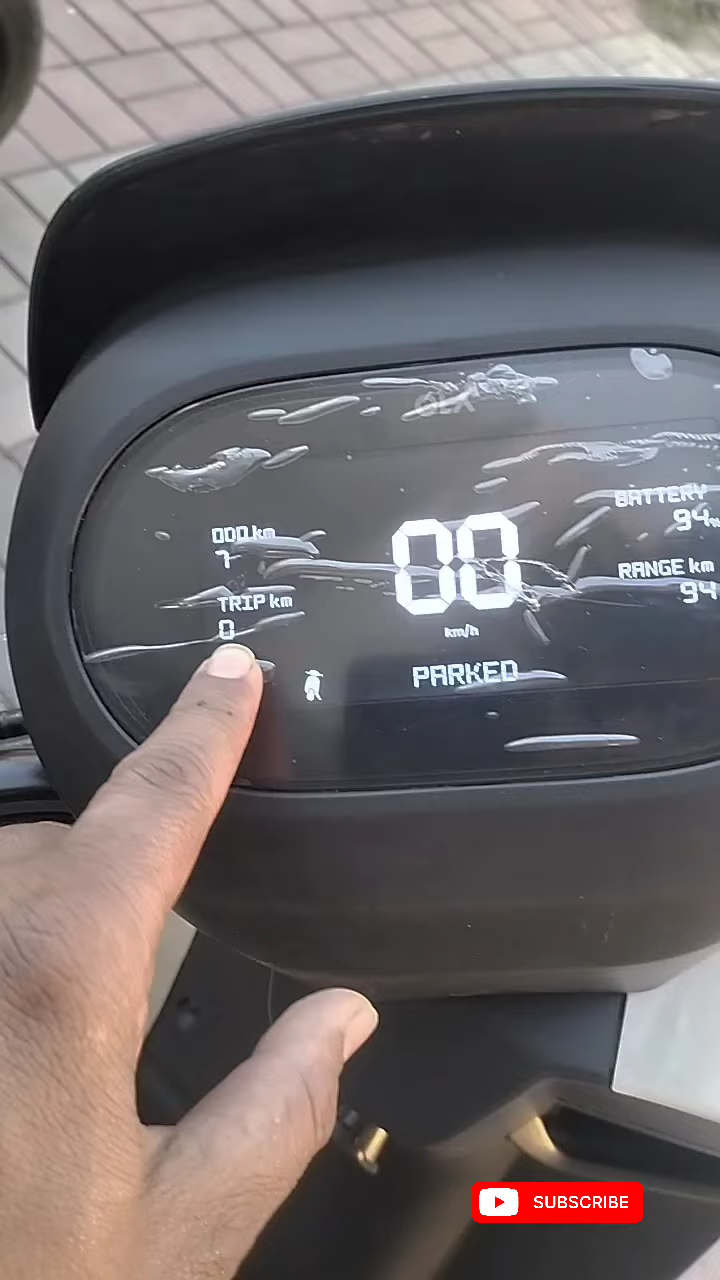 ODO km
7
TRIP km
0
00
km/h
PARKED
BATTERY
94%
RANGE km
94
SUBSCRIBE